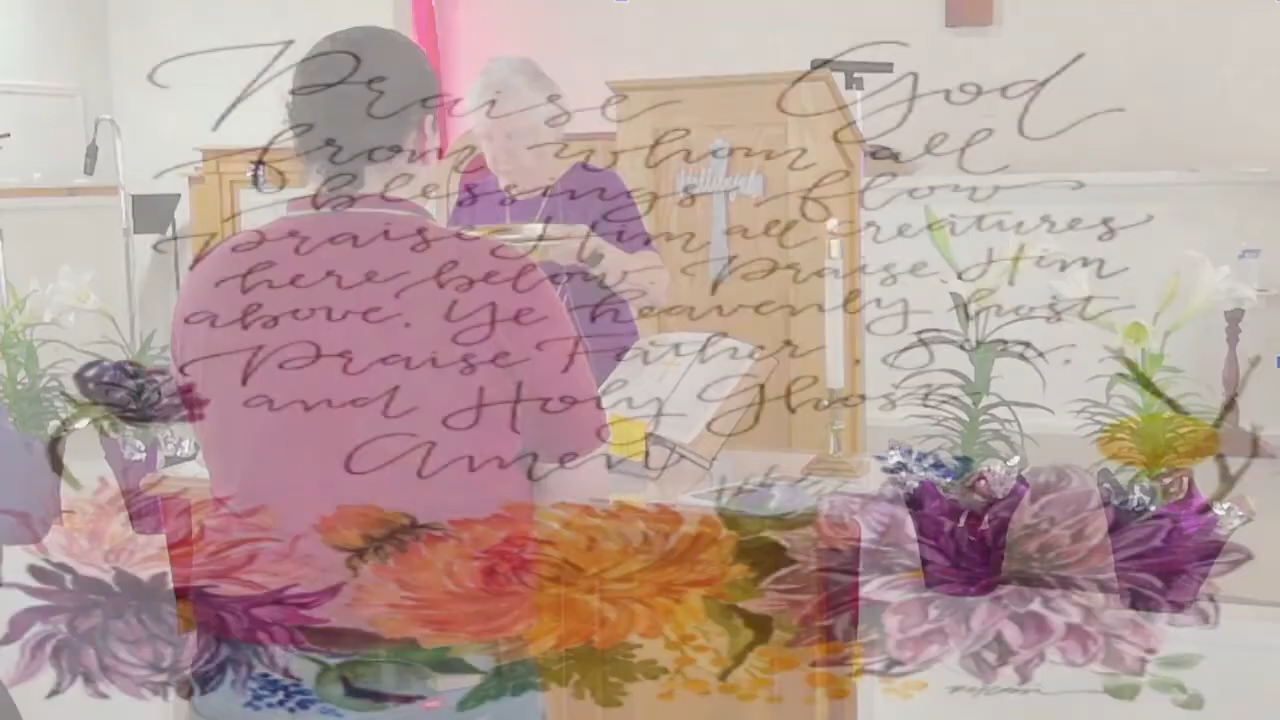 Praise God
from whom all
blessings flow
Praise Him all creatures
here below Praise Him
above. Ye heavenly host
Praise Father, Son.
and Holy Ghost
Amen